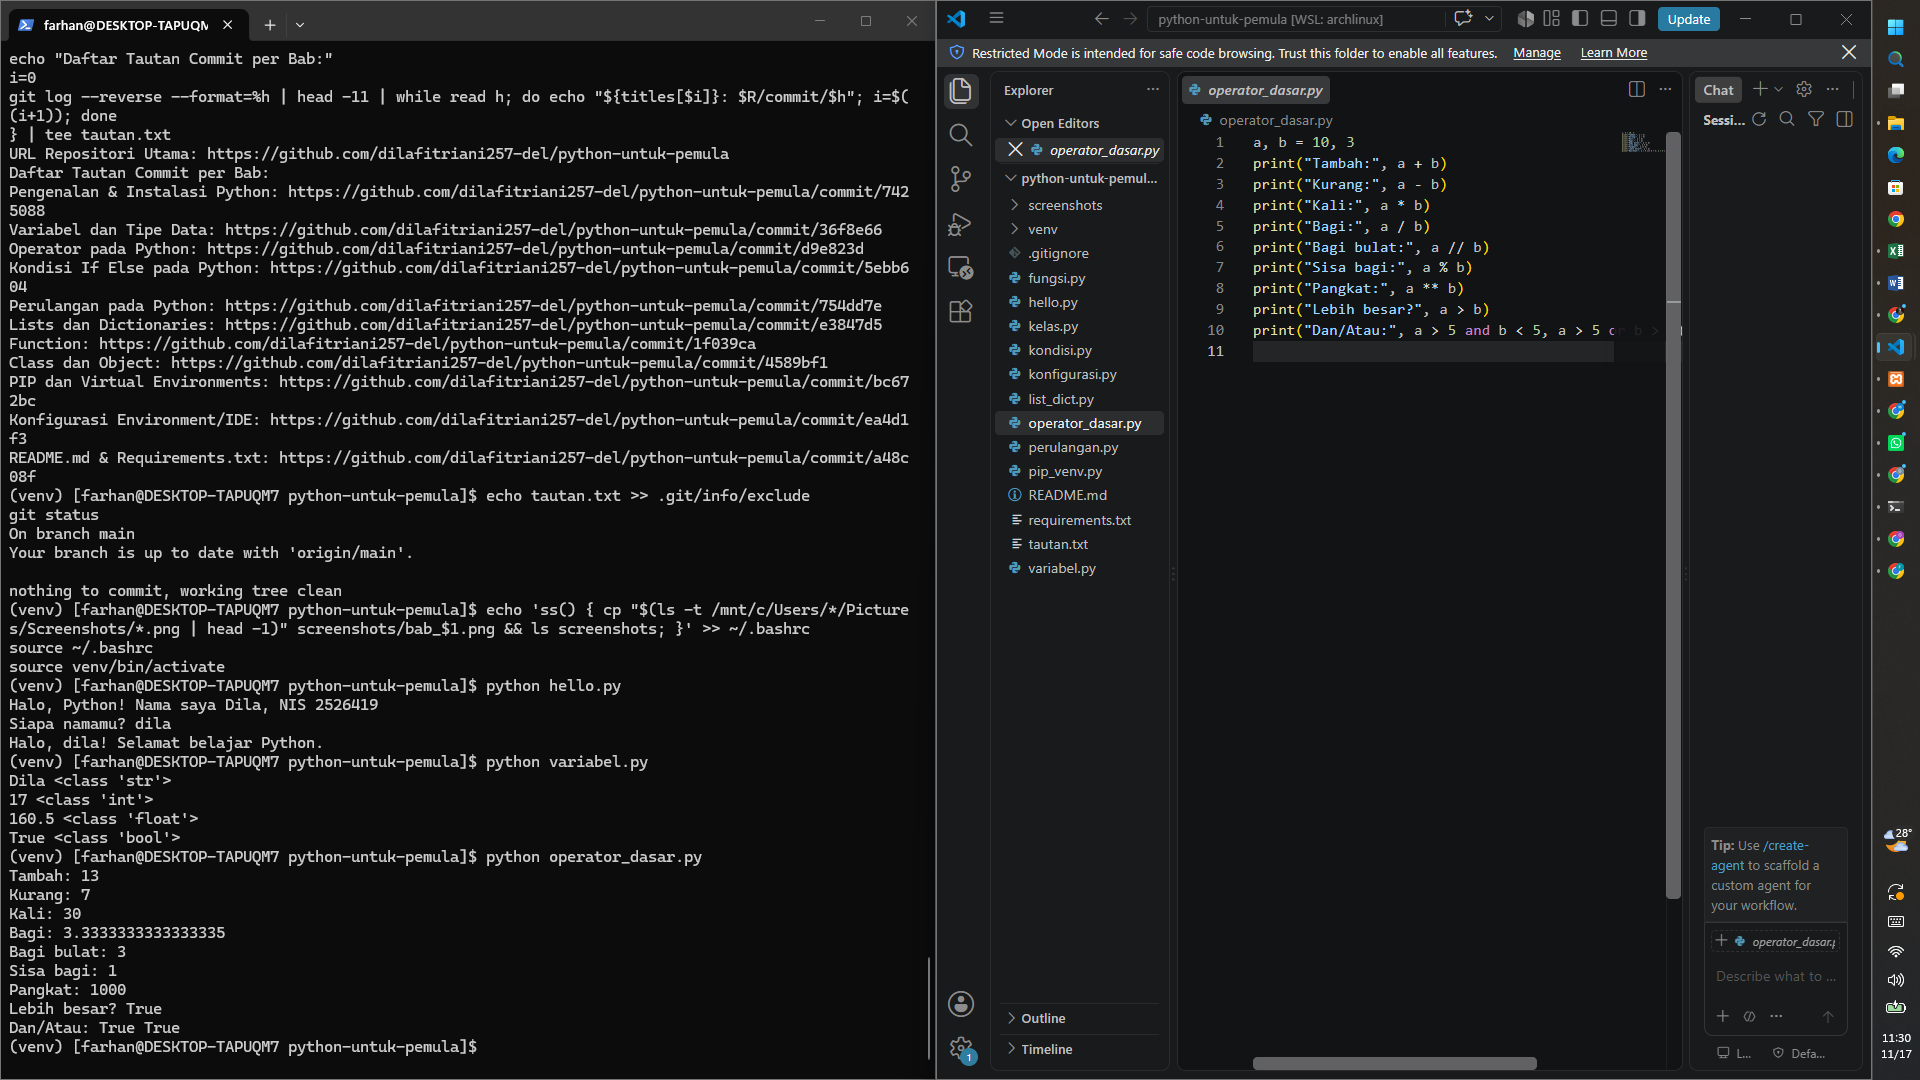 farhan@DESKTOP-TAPUQM
echo "Daftar Tautan Commit per Bab:"
i=0
git log --reverse --format=%h | head -11 | while read h; do echo "${titles[$i]}: $R/commit/$h"; i=$(
(i+1)); done
} | tee tautan.txt
URL Repositori Utama: https://github.com/dilafitriani257-del/python-untuk-pemula
Daftar Tautan Commit per Bab:
Pengenalan & Instalasi Python: https://github.com/dilafitriani257-del/python-untuk-pemula/commit/742
5088
Variabel dan Tipe Data: https://github.com/dilafitriani257-del/python-untuk-pemula/commit/36f8e66
Operator pada Python: https://github.com/dilafitriani257-del/python-untuk-pemula/commit/d9e823d
Kondisi If Else pada Python: https://github.com/dilafitriani257-del/python-untuk-pemula/commit/5ebb6
04
Perulangan pada Python: https://github.com/dilafitriani257-del/python-untuk-pemula/commit/754dd7e
Lists dan Dictionaries: https://github.com/dilafitriani257-del/python-untuk-pemula/commit/e3847d5
Function: https://github.com/dilafitriani257-del/python-untuk-pemula/commit/1f039ca
Class dan Object: https://github.com/dilafitriani257-del/python-untuk-pemula/commit/4589bf1
PIP dan Virtual Environments: https://github.com/dilafitriani257-del/python-untuk-pemula/commit/bc67
2bc
Konfigurasi Environment/IDE: https://github.com/dilafitriani257-del/python-untuk-pemula/commit/ea4d1
f3
README.md & Requirements.txt: https://github.com/dilafitriani257-del/python-untuk-pemula/commit/a48c
08f
(venv) [farhan@DESKTOP-TAPUQM7 python-untuk-pemula]$ echo tautan.txt >> .git/info/exclude
git status
On branch main
Your branch is up to date with 'origin/main'.
nothing to commit, working tree clean
(venv) [farhan@DESKTOP-TAPUQM7 python-untuk-pemula]$ echo 'ss() { cp "$(ls -t /mnt/c/Users/*/Picture
s/Screenshots/*.png | head -1)" screenshots/bab_$1.png && ls screenshots; }' >> ~/.bashrc
source ~/.bashrc
source venv/bin/activate
(venv) [farhan@DESKTOP-TAPUQM7 python-untuk-pemula]$ python hello.py
Halo, Python! Nama saya Dila, NIS 2526419
Siapa namamu? dila
Halo, dila! Selamat belajar Python.
(venv) [farhan@DESKTOP-TAPUQM7 python-untuk-pemula]$ python variabel.py
Dila <class 'str'>
17 <class 'int'>
160.5 <class 'float'>
True <class 'bool'>
(venv) [farhan@DESKTOP-TAPUQM7 python-untuk-pemula]$ python operator_dasar.py
Tambah: 13
Kurang: 7
Kali: 30
Bagi: 3.3333333333333335
Bagi bulat: 3
Sisa bagi: 1
Pangkat: 1000
Lebih besar? True
Dan/Atau: True True
(venv) [farhan@DESKTOP-TAPUQM7 python-untuk-pemula]$
python-untuk-pemula [WSL: archlinux]
Update
Restricted Mode is intended for safe code browsing. Trust this folder to enable all features. Manage Learn More
Explorer
Open Editors
operator_dasar.py
python-untuk-pemul...
screenshots
venv
.gitignore
fungsi.py
hello.py
kelas.py
kondisi.py
konfigurasi.py
list_dict.py
operator_dasar.py
perulangan.py
pip_venv.py
README.md
requirements.txt
tautan.txt
variabel.py
Outline
Timeline
1
operator_dasar.py
operator_dasar.py
1 a, b = 10, 3
2 print("Tambah:", a + b)
3 print("Kurang:", a - b)
4 print("Kali:", a * b)
5 print("Bagi:", a / b)
6 print("Bagi bulat:", a // b)
7 print("Sisa bagi:", a % b)
8 print("Pangkat:", a ** b)
9 print("Lebih besar?", a > b)
10 print("Dan/Atau:", a > 5 and b < 5, a > 5 or b >
11
Chat
Sessi...
Tip: Use /create-
agent to scaffold a
custom agent for
your workflow.
operator_dasar.p
Describe what to ...
L...
Defa...
28°
11:30
11/17